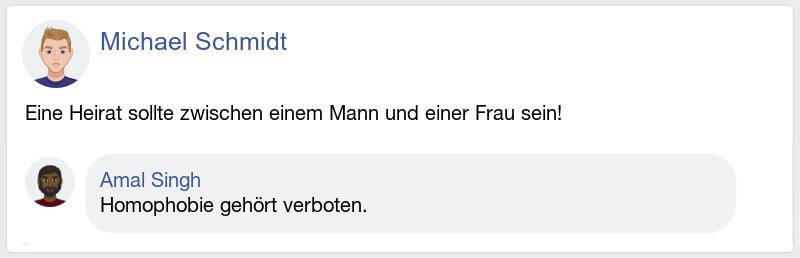 Michael Schmidt
Eine Heirat sollte zwischen einem Mann und einer Frau sein!
Amal Singh
Homophobie gehört verboten.